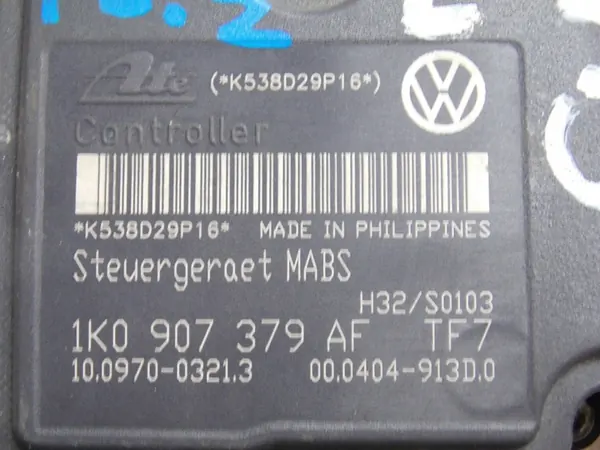 Ate (*K538D29P16*)
Controller
*K538D29P16* MADE IN PHILIPPINES
Steuergeraet MABS
H32/S0103
1K0 907 379 AF TF7
10.0970-0321.3 00.0404-913D.0